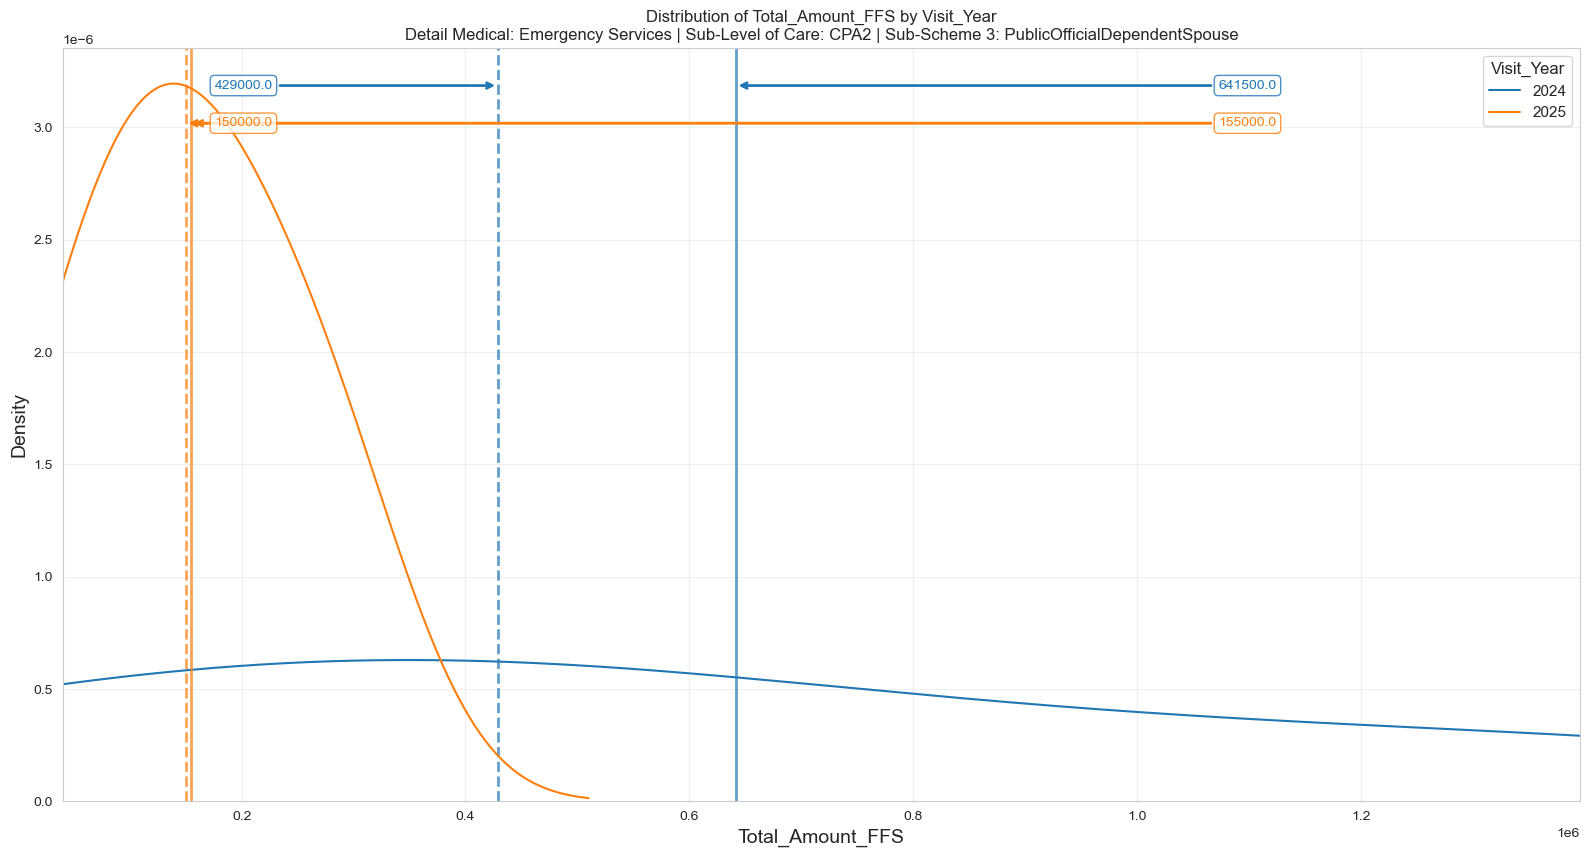 Distribution of Total_Amount_FFS by Visit_Year
Detail Medical: Emergency Services | Sub-Level of Care: CPA2 | Sub-Scheme 3: PublicOfficialDependentSpouse
1e−6
Visit_Year
2024
2025
429000.0
641500.0
150000.0
155000.0
3.0
2.5
2.0
1.5
1.0
0.5
0.0
Density
0.2
0.4
0.6
0.8
1.0
1.2
1e6
Total_Amount_FFS